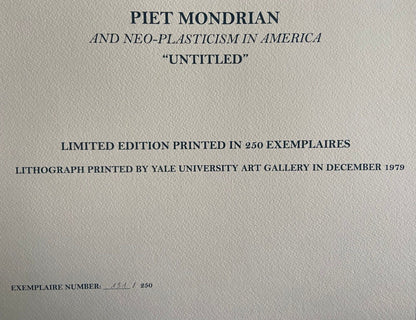 PIET MONDRIAN
AND NEO-PLASTICISM IN AMERICA
"UNTITLED"
LIMITED EDITION PRINTED IN 250 EXEMPLAIRES
LITHOGRAPH PRINTED BY YALE UNIVERSITY ART GALLERY IN DECEMBER 1979
EXEMPLAIRE NUMBER: / 250